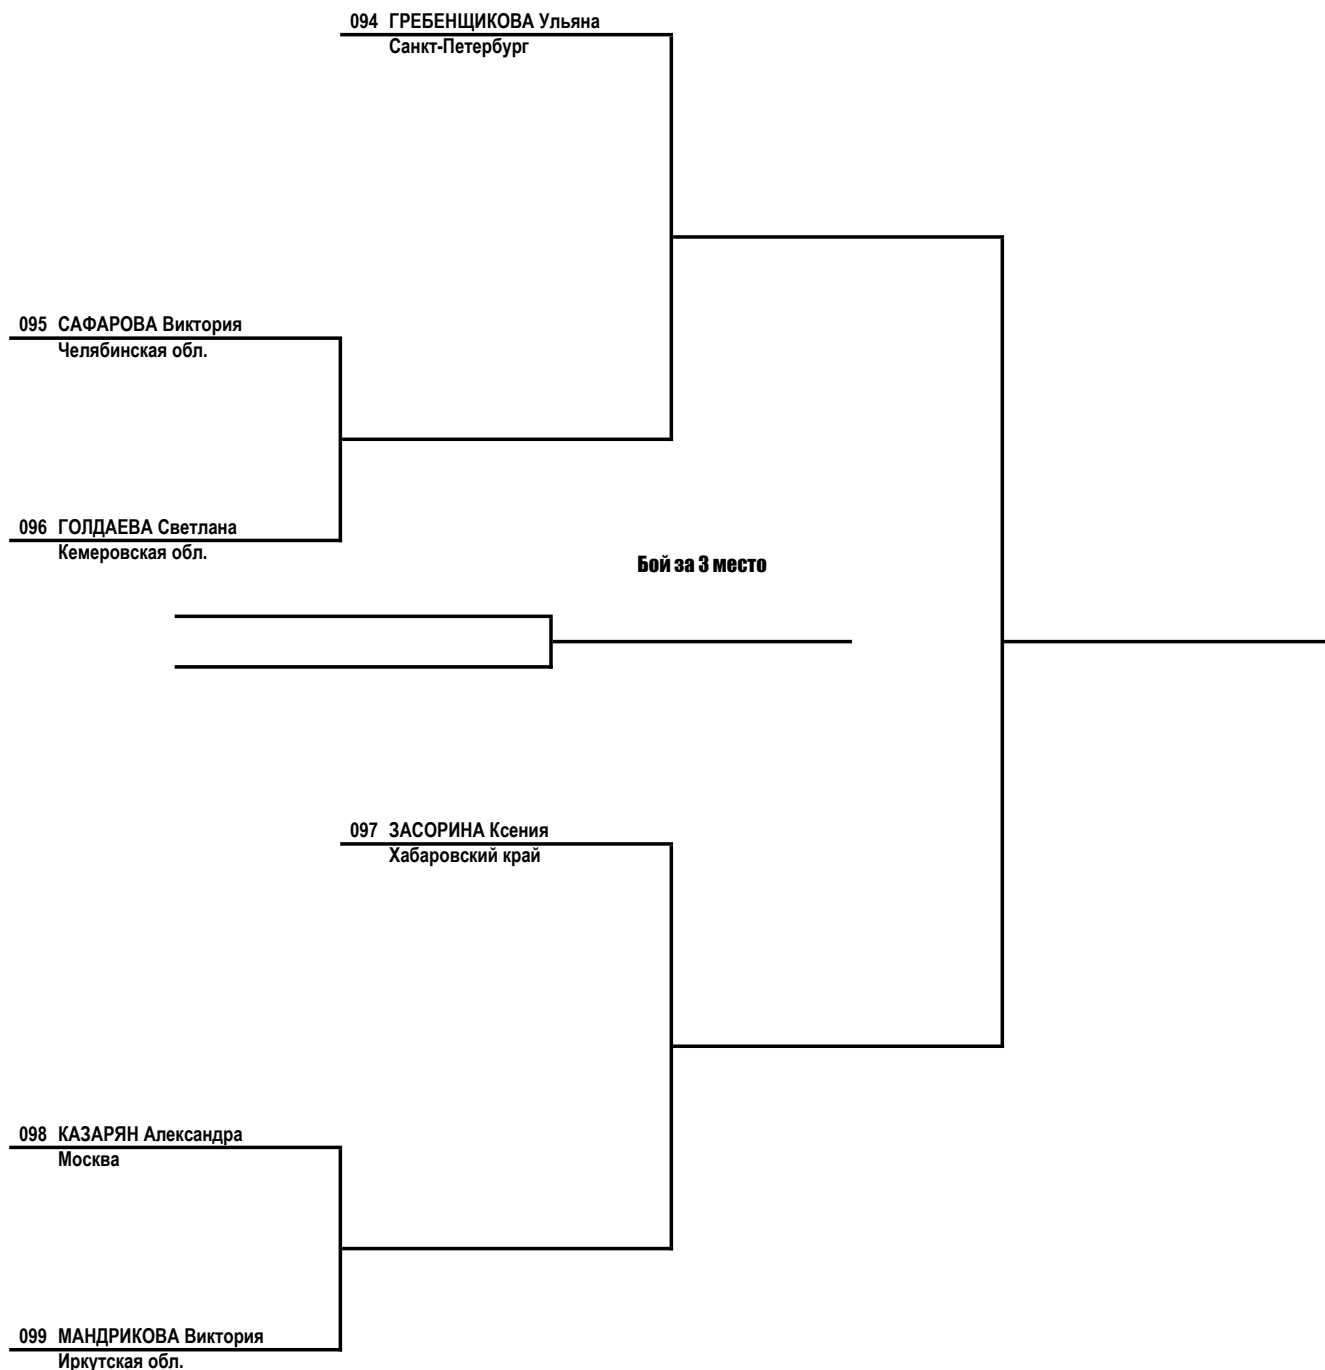 094 ГРЕБЕНЩИКОВА Ульяна
Санкт-Петербург
095 САФАРОВА Виктория
Челябинская обл.
096 ГОЛДАЕВА Светлана
Кемеровская обл.
Бой за 3 место
097 ЗАСОРИНА Ксения
Хабаровский край
098 КАЗАРЯН Александра
Москва
099 МАНДРИКОВА Виктория
Иркутская обл.